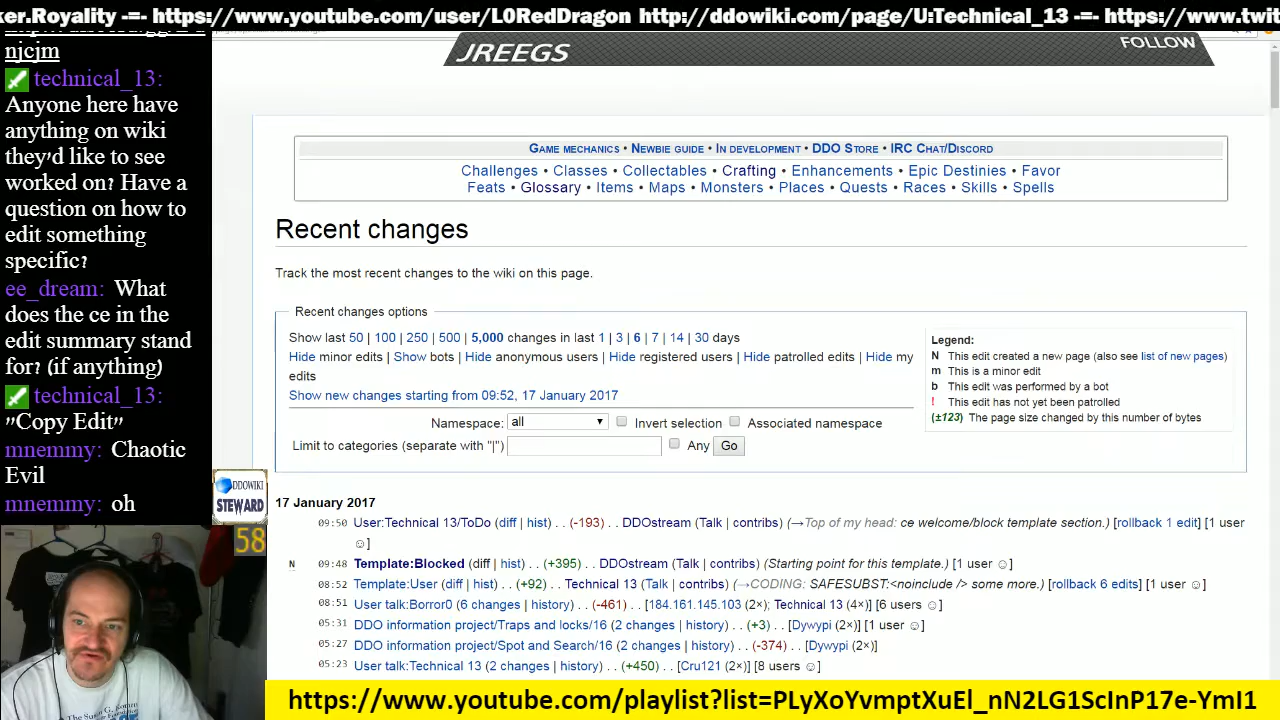 ker.Royality -=- https://www.youtube.com/user/L0RedDragon http://ddowiki.com/page/U:Technical_13 -=- https://www.twit
njcjm
technical_13:
Anyone here have
anything on wiki
they'd like to see
worked on? Have a
question on how to
edit something
specific?
ee_dream: What
does the ce in the
edit summary stand
for? (if anything)
technical_13:
"Copy Edit"
mnemmy: Chaotic
Evil
mnemmy: oh
DDOWIKI
STEWARD
58
JREEGS
FOLLOW
Game mechanics • Newbie guide • In development • DDO Store • IRC Chat/Discord
Challenges • Classes • Collectables • Crafting • Enhancements • Epic Destinies • Favor
Feats • Glossary • Items • Maps • Monsters • Places • Quests • Races • Skills • Spells
Recent changes
Track the most recent changes to the wiki on this page.
Recent changes options
Show last 50 | 100 | 250 | 500 | 5,000 changes in last 1 | 3 | 6 | 7 | 14 | 30 days
Hide minor edits | Show bots | Hide anonymous users | Hide registered users | Hide patrolled edits | Hide my
edits
Show new changes starting from 09:52, 17 January 2017
Namespace: all Invert selection Associated namespace
Limit to categories (separate with "|") Any Go
Legend:
N This edit created a new page (also see list of new pages)
m This is a minor edit
b This edit was performed by a bot
! This edit has not yet been patrolled
(±123) The page size changed by this number of bytes
17 January 2017
09:50 User:Technical 13/ToDo (diff | hist) . . (-193) . . DDOstream (Talk | contribs) (→Top of my head: ce welcome/block template section.) [rollback 1 edit] [1 user
☺]
N 09:48 Template:Blocked (diff | hist) . . (+395) . . DDOstream (Talk | contribs) (Starting point for this template.) [1 user ☺]
08:52 Template:User (diff | hist) . . (+92) . . Technical 13 (Talk | contribs) (→CODING: SAFESUBST:<noinclude /> some more.) [rollback 6 edits] [1 user ☺]
08:51 User talk:Borror0 (6 changes | history) . . (-461) . . [184.161.145.103 (2×); Technical 13 (4×)] [6 users ☺]
05:31 DDO information project/Traps and locks/16 (2 changes | history) . . (+3) . . [Dywypi (2×)] [1 user ☺]
05:27 DDO information project/Spot and Search/16 (2 changes | history) . . (-374) . . [Dywypi (2×)]
05:23 User talk:Technical 13 (2 changes | history) . . (+450) . . [Cru121 (2×)] [8 users ☺]
https://www.youtube.com/playlist?list=PLyXoYvmptXuEl_nN2LG1ScInP17e-YmI1